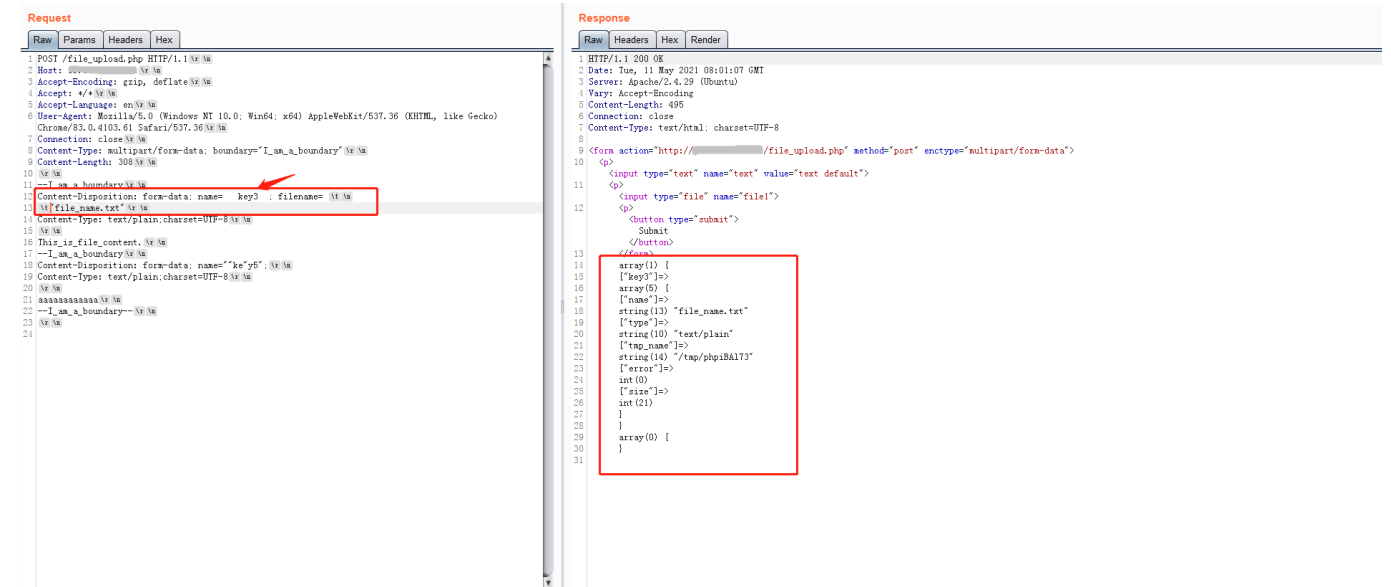 Request
Raw Params Headers Hex
1 POST /file_upload.php HTTP/1.1 \r \n
2 Host: \r \n
3 Accept-Encoding: gzip, deflate \r \n
4 Accept: */* \r \n
5 Accept-Language: en \r \n
6 User-Agent: Mozilla/5.0 (Windows NT 10.0; Win64; x64) AppleWebKit/537.36 (KHTML, like Gecko)
Chrome/83.0.4103.61 Safari/537.36 \r \n
7 Connection: close \r \n
8 Content-Type: multipart/form-data; boundary="I_am_a_boundary" \r \n
9 Content-Length: 308 \r \n
10 \r \n
11 --I_am_a_boundary \r \n
12 Content-Disposition: form-data; name= key3 ; filename= \t \n
13 \t "file_name.txt" \r \n
14 Content-Type: text/plain;charset=UTF-8 \r \n
15 \r \n
16 This_is_file_content. \r \n
17 --I_am_a_boundary \r \n
18 Content-Disposition: form-data; name=""ke"y5"; \r \n
19 Content-Type: text/plain;charset=UTF-8 \r \n
20 \r \n
21 aaaaaaaaaaaa \r \n
22 --I_am_a_boundary-- \r \n
23 \r \n
24
Response
Raw Headers Hex Render
1 HTTP/1.1 200 OK
2 Date: Tue, 11 May 2021 08:01:07 GMT
3 Server: Apache/2.4.29 (Ubuntu)
4 Vary: Accept-Encoding
5 Content-Length: 495
6 Connection: close
7 Content-Type: text/html; charset=UTF-8
8
9 <form action="http:// /file_upload.php" method="post" enctype="multipart/form-data">
10 <p>
<input type="text" name="text" value="text default">
11 <p>
<input type="file" name="file1">
12 <p>
<button type="submit">
Submit
</button>
13 </form>
14 array(1) {
15 ["key3"]=>
16 array(5) {
17 ["name"]=>
18 string(13) "file_name.txt"
19 ["type"]=>
20 string(10) "text/plain"
21 ["tmp_name"]=>
22 string(14) "/tmp/phpiBAl73"
23 ["error"]=>
24 int(0)
25 ["size"]=>
26 int(21)
27 }
28 }
29 array(0) {
30 }
31